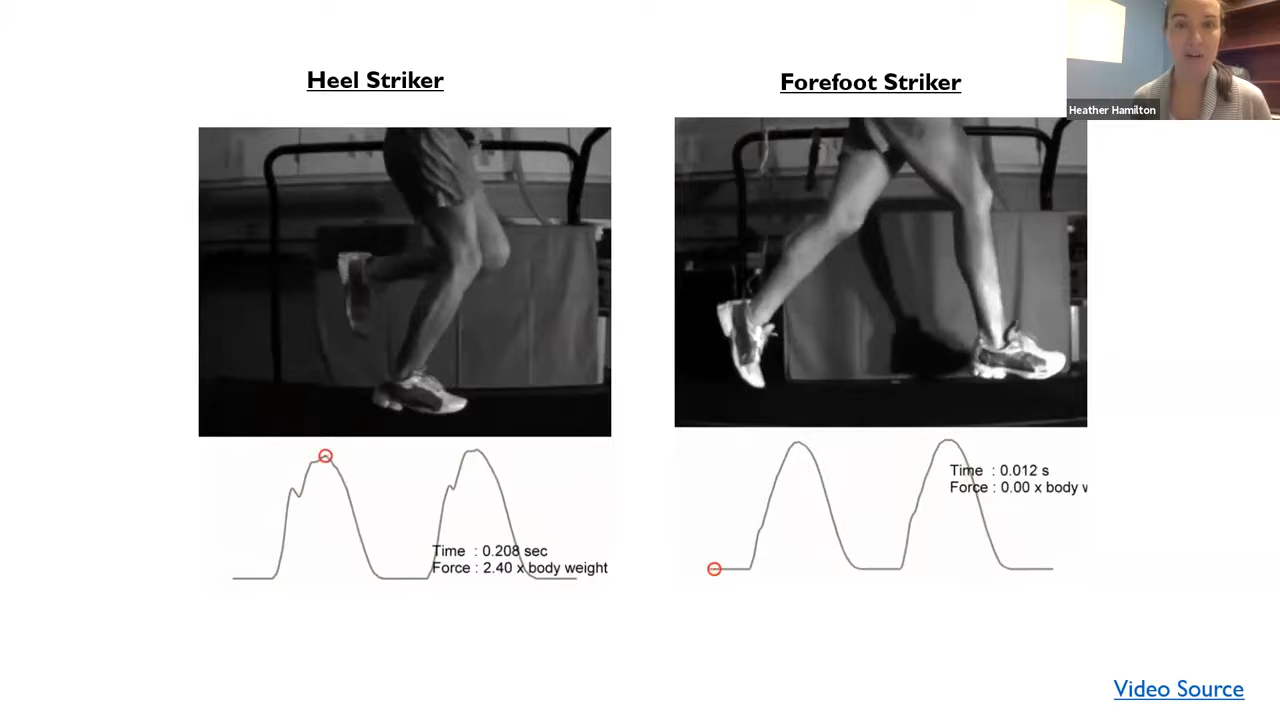 Heel Striker
Forefoot Striker
Heather Hamilton
Time : 0.208 sec
Force : 2.40 x body weight
Time : 0.012 s
Force : 0.00 x body w
Video Source